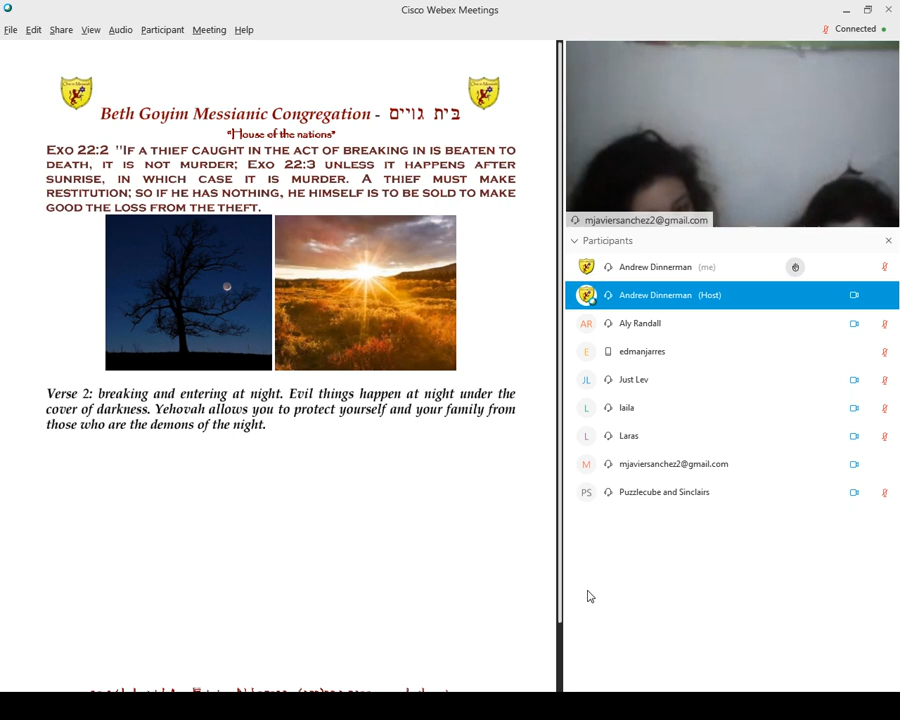 Cisco Webex Meetings
File Edit Share View Audio Participant Meeting Help
Connected
Beth Goyim Messianic Congregation - בית גויים
"House of the nations"
Exo 22:2 "If a thief caught in the act of breaking in is beaten to
death, it is not murder; Exo 22:3 unless it happens after
sunrise, in which case it is murder. A thief must make
restitution; so if he has nothing, he himself is to be sold to make
good the loss from the theft.
Verse 2: breaking and entering at night. Evil things happen at night under the
cover of darkness. Yehovah allows you to protect yourself and your family from
those who are the demons of the night.
mjaviersanchez2@gmail.com
Participants
Andrew Dinnerman (me)
Andrew Dinnerman (Host)
AR Aly Randall
E edmanjarres
JL Just Lev
L laila
L Laras
M mjaviersanchez2@gmail.com
PS Puzzlecube and Sinclairs